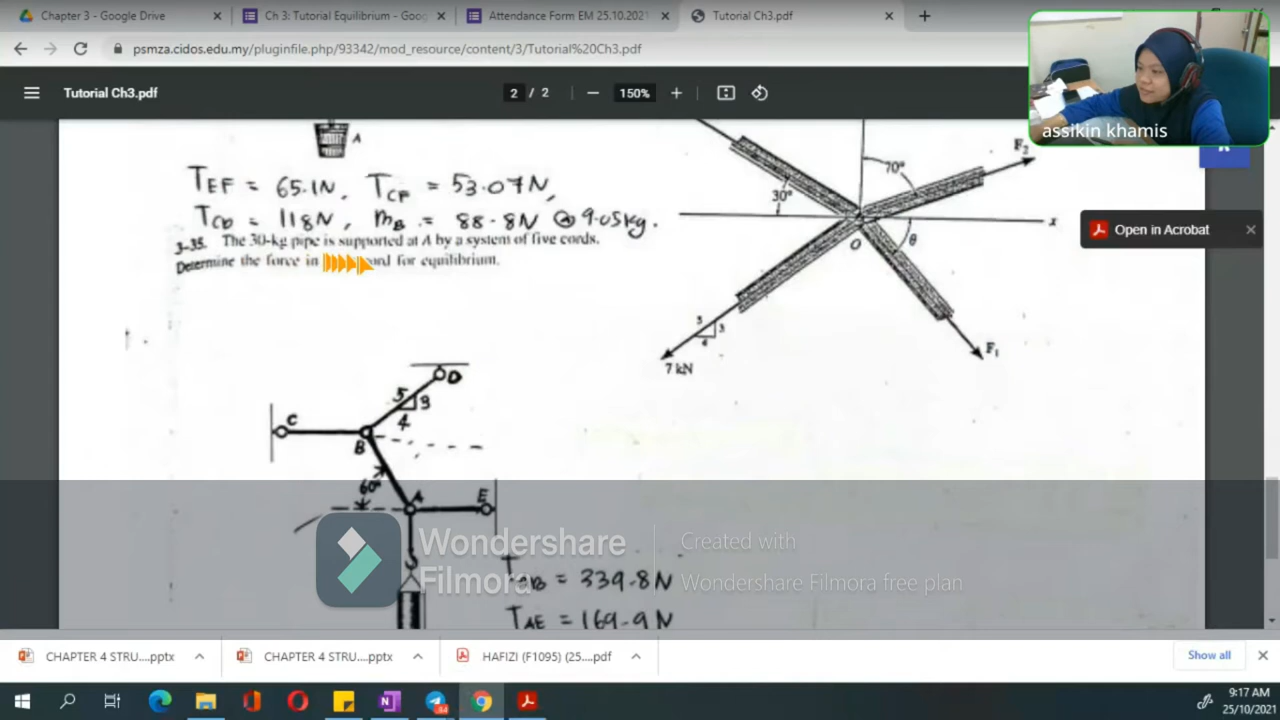 Chapter 3 - Google Drive
Ch 3: Tutorial Equilibrium - Goog
Attendance Form EM 25.10.2021
Tutorial Ch3.pdf
psmza.cidos.edu.my/pluginfile.php/93342/mod_resource/content/3/Tutorial%20Ch3.pdf
Tutorial Ch3.pdf
2 / 2
150%
assikin khamis
Open in Acrobat
A
TEF = 65.1N, TCF = 53.07N,
TCD = 118N, mB = 88.8N @ 9.05kg.
3-35. The 30-kg pipe is supported at A by a system of five cords.
Determine the force in ord for equilibrium.
F2
70°
30°
x
O
θ
5
3
4
7 kN
F1
D
5
3
4
C
B
60°
A
E
Wondershare
Filmora
Created with
Wondershare Filmora free plan
= 339.8N
TAE = 169.9N
CHAPTER 4 STRU....pptx
CHAPTER 4 STRU....pptx
HAFIZI (F1095) (25....pdf
Show all
9:17 AM
25/10/2021